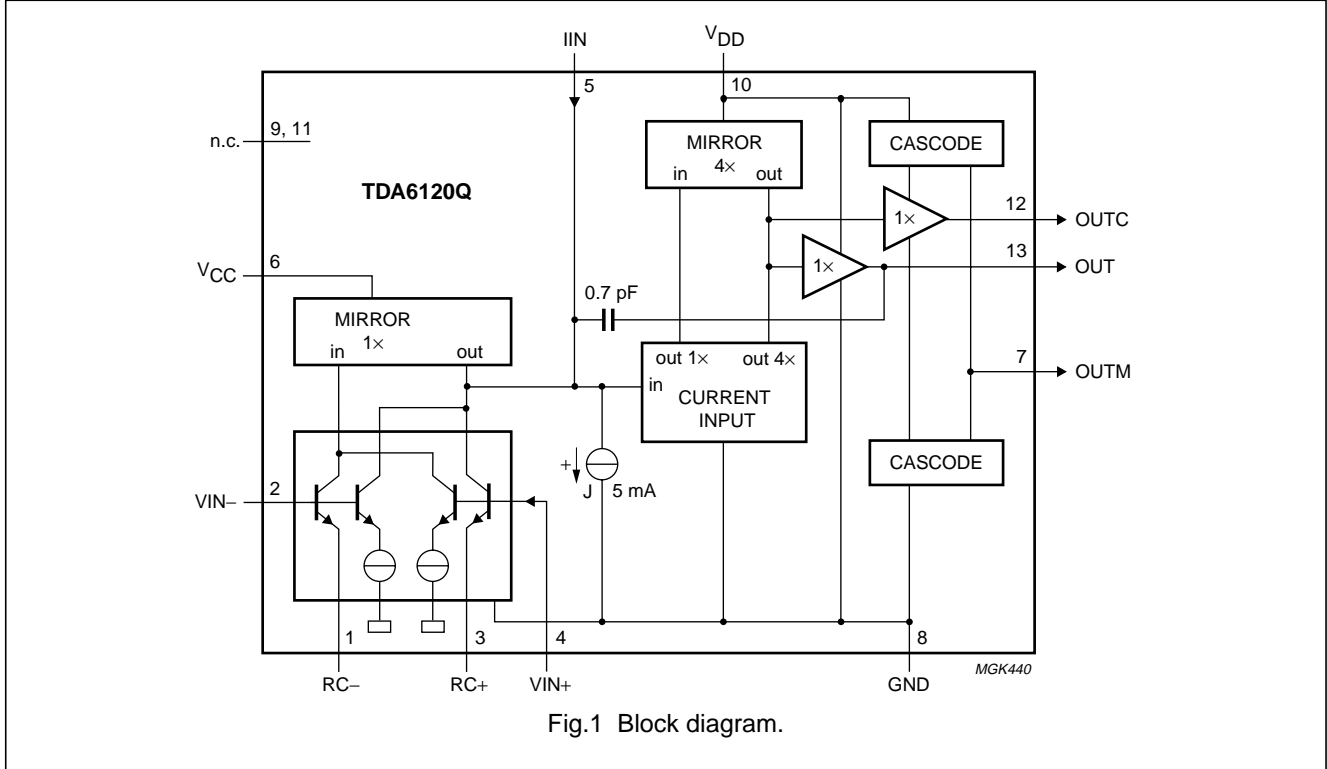 IIN
VDD
5
10
n.c.
9, 11
MIRROR
4×
in out
CASCODE
TDA6120Q
1×
12
OUTC
1×
13
OUT
VCC
6
0.7 pF
MIRROR
1×
in out
out 1× out 4×
in
CURRENT
INPUT
7
OUTM
+
J 5 mA
CASCODE
VIN−
2
1
3
4
8
RC−
RC+
VIN+
GND
MGK440
Fig.1 Block diagram.